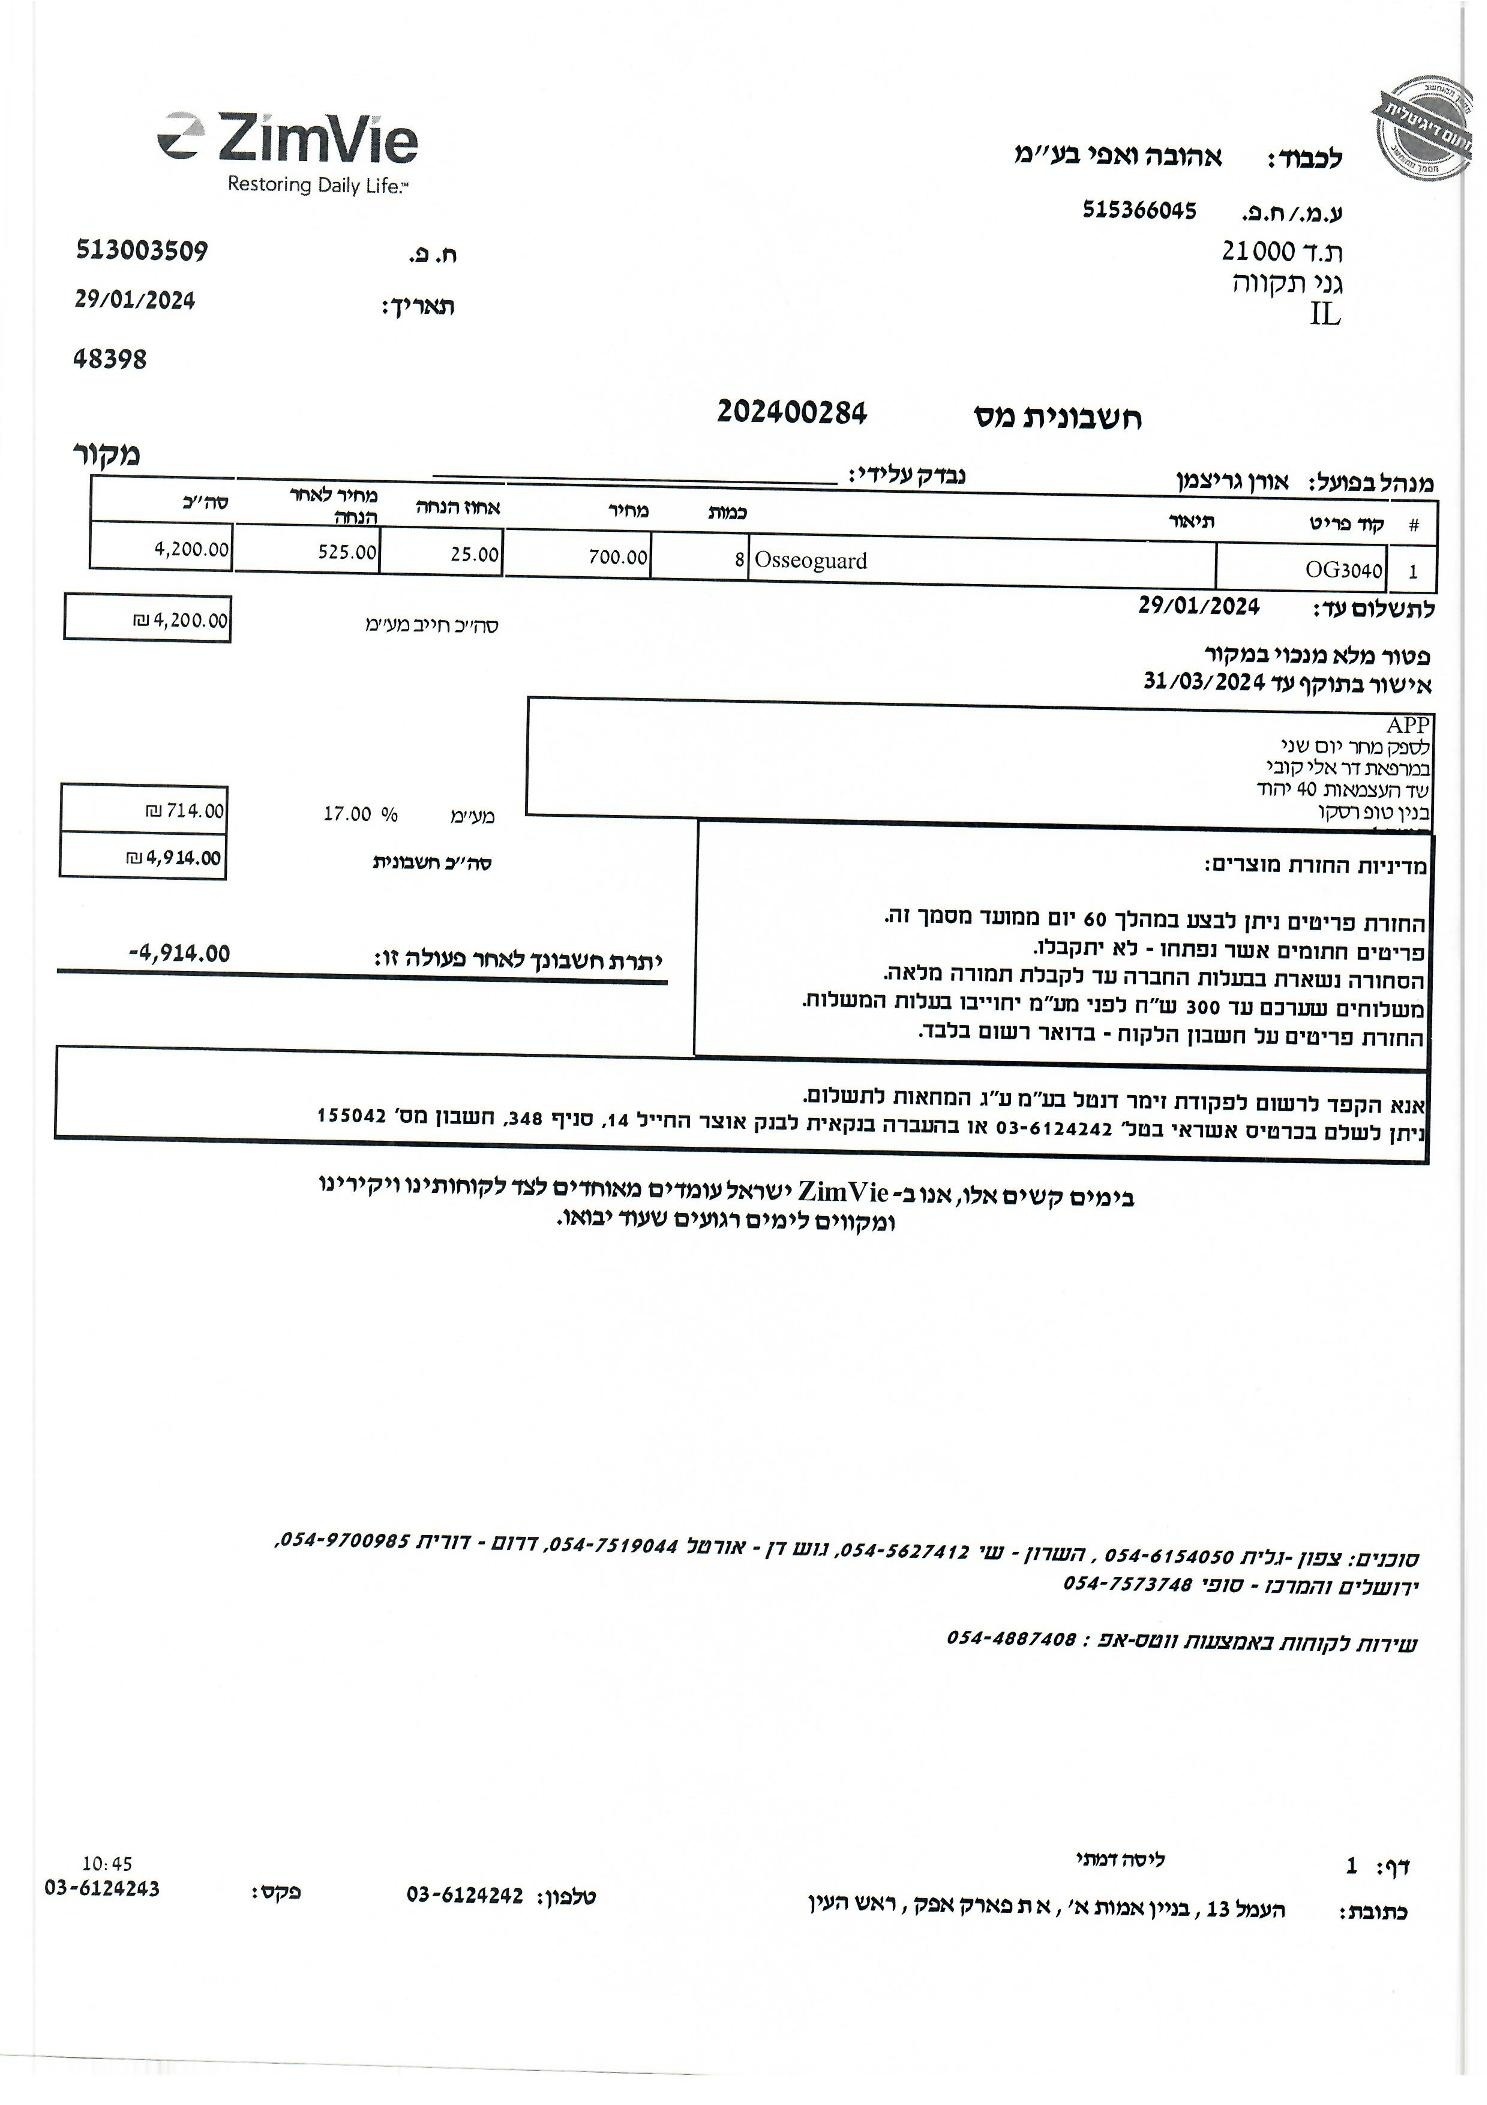 ZimVie
Restoring Daily Life.™
חתום דיגיטלית
לכבוד: אהובה ואפי בע"מ
ע.מ./ח.פ. 515366045
ת.ד 21000
גני תקווה
IL
ח. פ. 513003509
תאריך: 29/01/2024
48398
חשבונית מס 202400284
מקור
מנהל בפועל: אורן גריצמן נבדק עלידי:
# קוד פריט תיאור כמות מחיר אחוז הנחה מחיר לאחר הנחה סה"כ
1 OG3040 Osseoguard 8 700.00 25.00 525.00 4,200.00
לתשלום עד: 29/01/2024
סה"כ חייב מע"מ 4,200.00 ₪
פטור מלא מנכוי במקור
אישור בתוקף עד 31/03/2024
APP
לספק מחר יום שני
במרפאת דר אלי קובי
שד העצמאות 40 יהוד
בנין טופ רסקו
מע"מ 17.00 % 714.00 ₪
סה"כ חשבונית 4,914.00 ₪
יתרת חשבונך לאחר פעולה זו: -4,914.00
מדיניות החזרת מוצרים:
החזרת פריטים ניתן לבצע במהלך 60 יום ממועד מסמך זה.
פריטים חתומים אשר נפתחו - לא יתקבלו.
הסחורה נשארת בבעלות החברה עד לקבלת תמורה מלאה.
משלוחים שערכם עד 300 ש"ח לפני מע"מ יחוייבו בעלות המשלוח.
החזרת פריטים על חשבון הלקוח - בדואר רשום בלבד.
אנא הקפד לרשום לפקודת זימר דנטל בע"מ ע"ג המחאות לתשלום.
ניתן לשלם בכרטיס אשראי בטל' 03-6124242 או בהעברה בנקאית לבנק אוצר החייל 14, סניף 348, חשבון מס' 155042
בימים קשים אלו, אנו ב- ZimVie ישראל עומדים מאוחדים לצד לקוחותינו ויקירינו
ומקווים לימים רגועים שעוד יבואו.
סוכנים: צפון -גלית 054-6154050 , השרון - שי 054-5627412, גוש דן - אורטל 054-7519044, דרום - דורית 054-9700985,
ירושלים והמרכז - סופי 054-7573748
שירות לקוחות באמצעות ווטס-אפ : 054-4887408
דף: 1 ליסה דמתי 10:45
כתובת: העמל 13 , בניין אמות א' , א ת פארק אפק , ראש העין טלפון: 03-6124242 פקס: 03-6124243